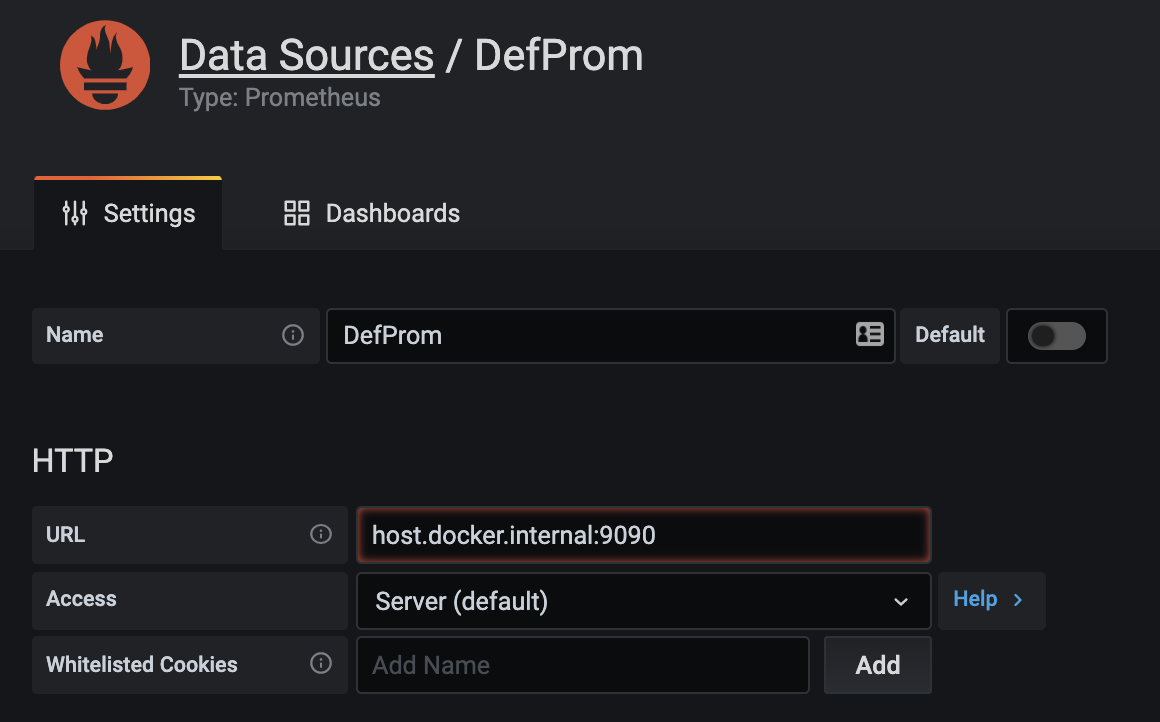 Data Sources / DefProm
Type: Prometheus
Settings Dashboards
Name DefProm Default
HTTP
URL host.docker.internal:9090
Access Server (default) Help
Whitelisted Cookies Add Name Add